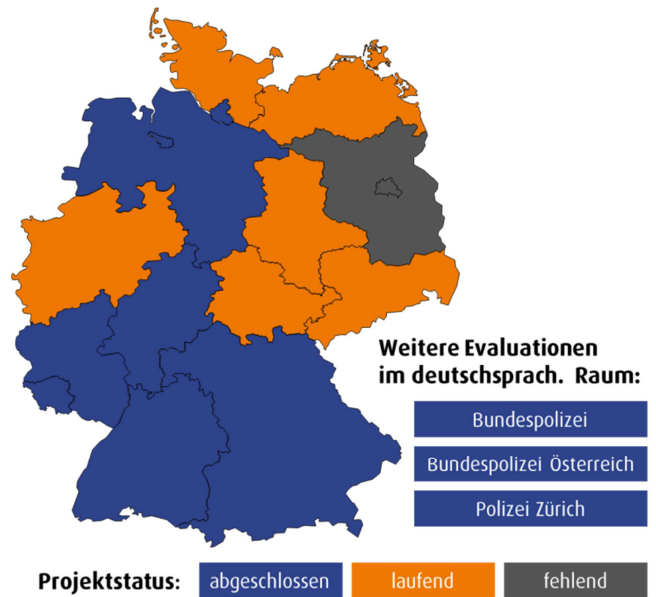 Weitere Evaluationen
im deutschsprach. Raum:
Bundespolizei
Bundespolizei Österreich
Polizei Zürich
Projektstatus: abgeschlossen laufend fehlend